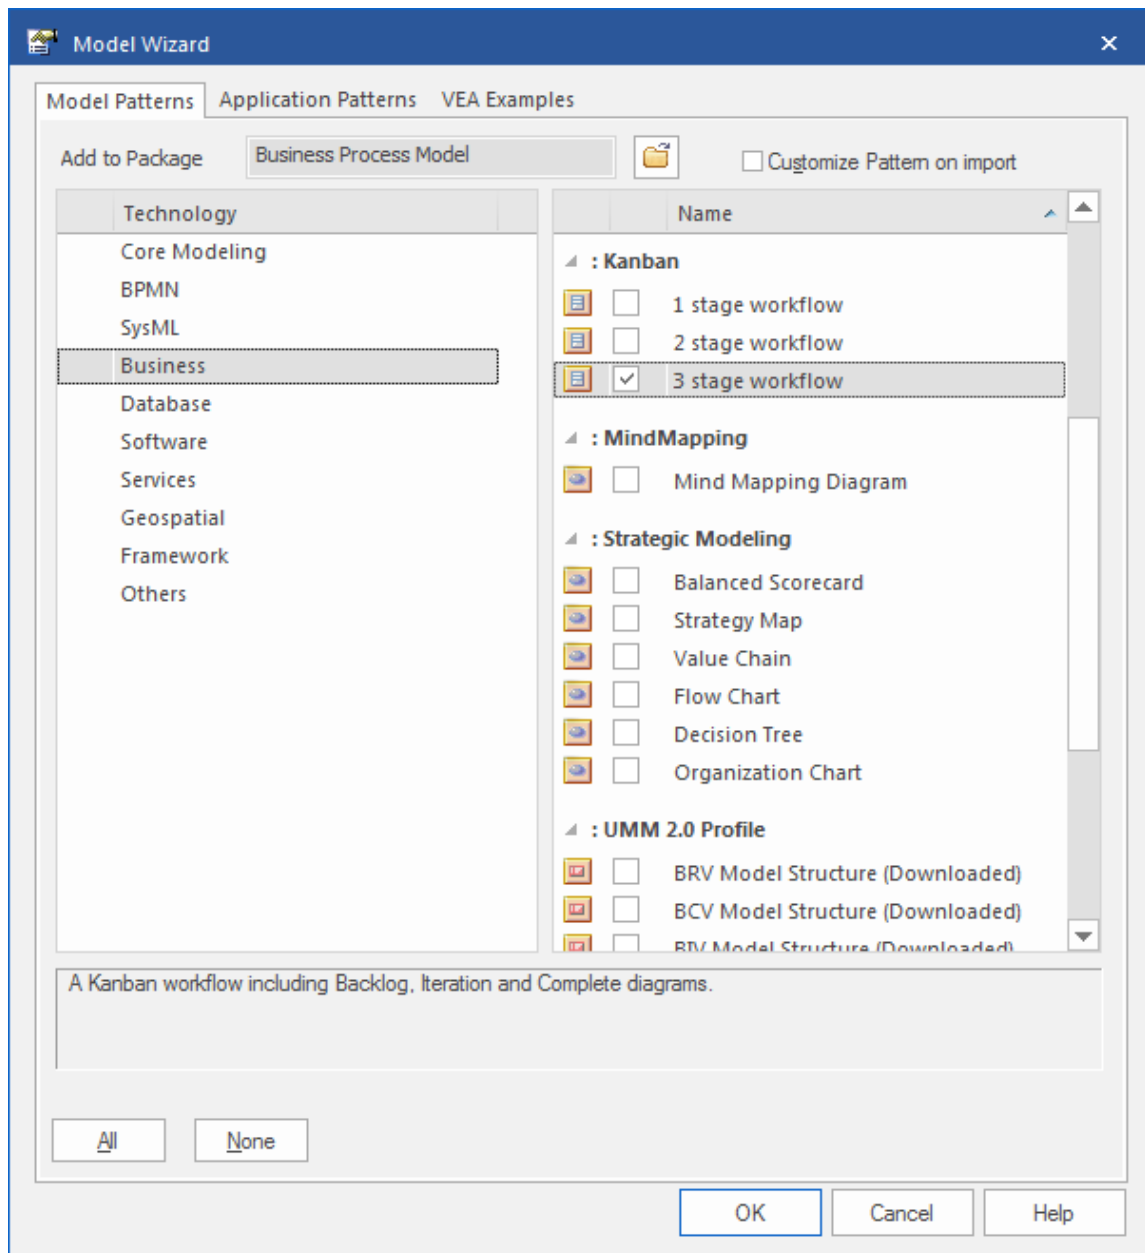 Model Wizard
Model Patterns Application Patterns VEA Examples
Add to Package Business Process Model Customize Pattern on import
Technology
Core Modeling
BPMN
SysML
Business
Database
Software
Services
Geospatial
Framework
Others
Name
: Kanban
1 stage workflow
2 stage workflow
3 stage workflow
: MindMapping
Mind Mapping Diagram
: Strategic Modeling
Balanced Scorecard
Strategy Map
Value Chain
Flow Chart
Decision Tree
Organization Chart
: UMM 2.0 Profile
BRV Model Structure (Downloaded)
BCV Model Structure (Downloaded)
BIV Model Structure (Downloaded)
A Kanban workflow including Backlog, Iteration and Complete diagrams.
All None
OK Cancel Help